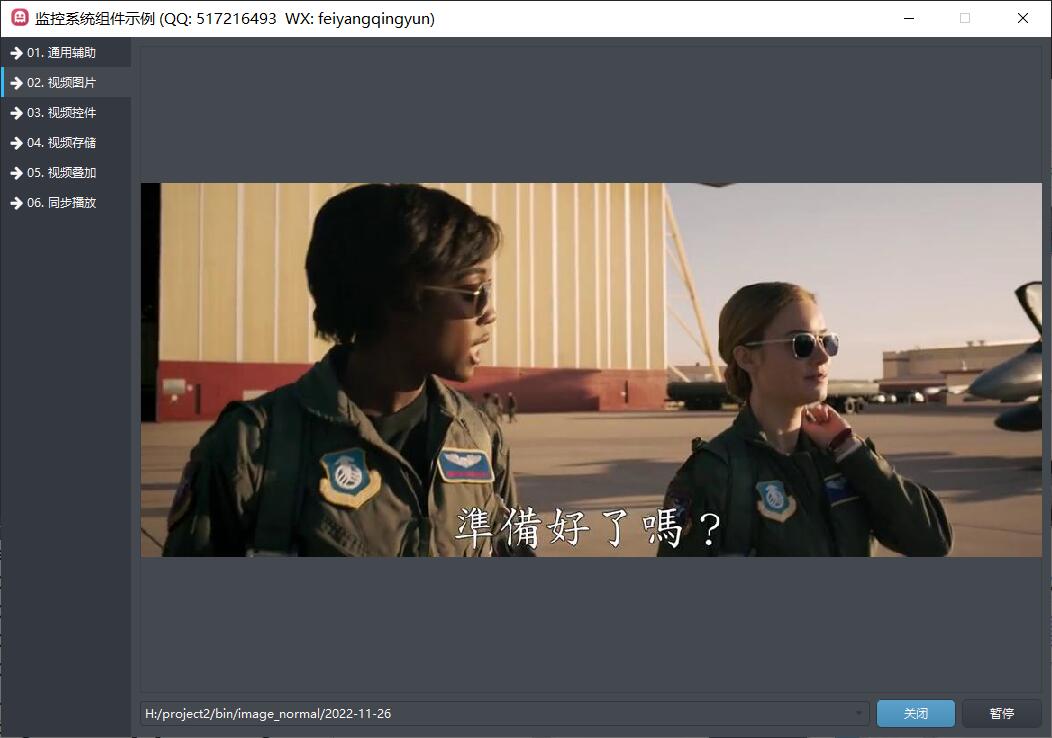 监控系统组件示例 (QQ: 517216493  WX: feiyangqingyun)
01. 通用辅助
02. 视频图片
03. 视频控件
04. 视频存储
05. 视频叠加
06. 同步播放
準備好了嗎？
H:/project2/bin/image_normal/2022-11-26
关闭
暂停